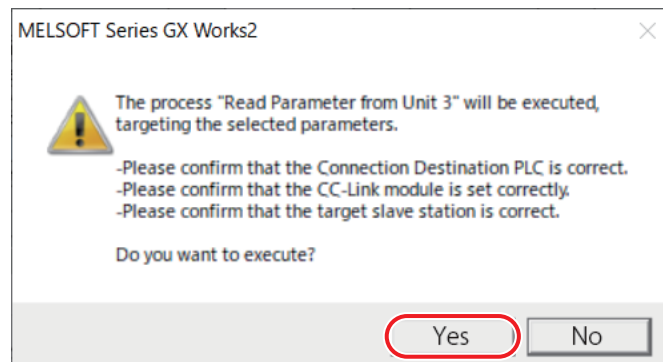 MELSOFT Series GX Works2
The process "Read Parameter from Unit 3" will be executed,
targeting the selected parameters.
-Please confirm that the Connection Destination PLC is correct.
-Please confirm that the CC-Link module is set correctly.
-Please confirm that the target slave station is correct.
Do you want to execute?
Yes No